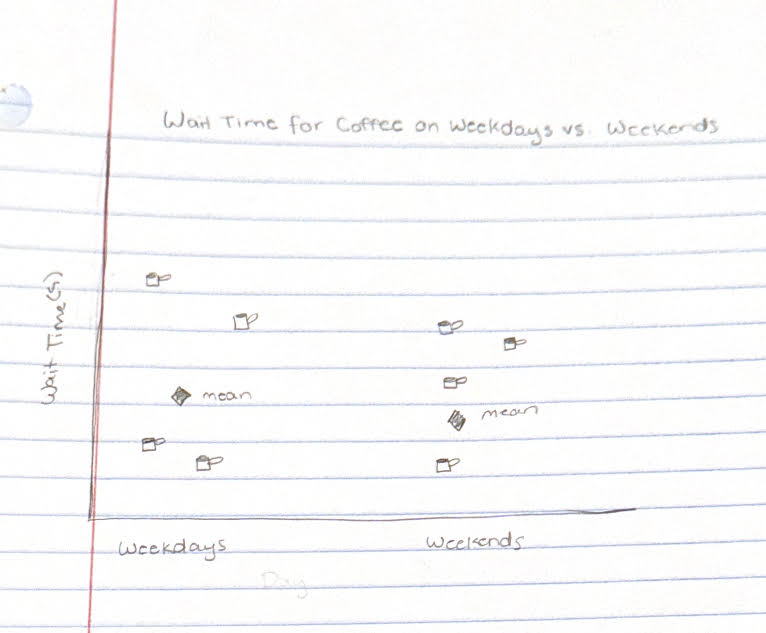 Wait Time for Coffee on Weekdays vs. Weekends
Wait Time (s)
mean
mean
Weekdays
Weekends
Day